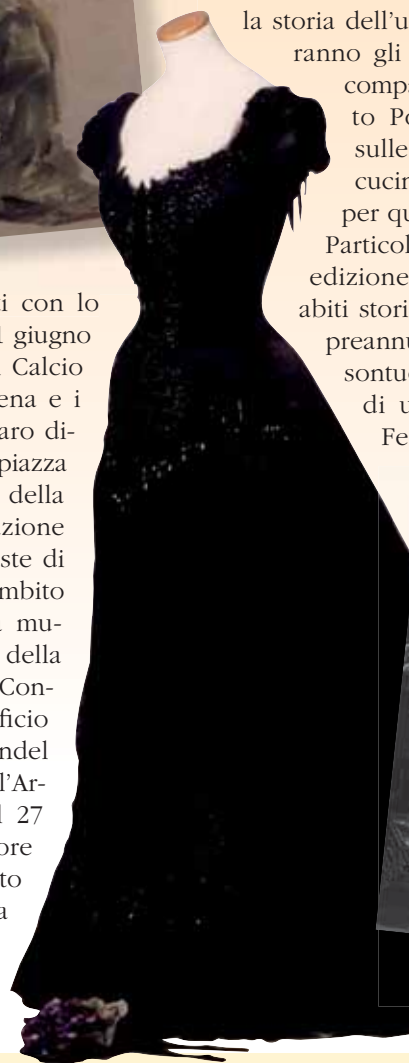 ti con lo
giugno
Calcio
ena e i
aro di-
piazza
della
azione
ste di
mbito
mu-
della
Con-
ficio
ndel
l'Ar-
27
ore
to
a
la storia dell'u
ranno gli
comp
to Po
sulle
cucin
per qu
Particol
edizione
abiti stori
preannu
sontuo
di u
Fe